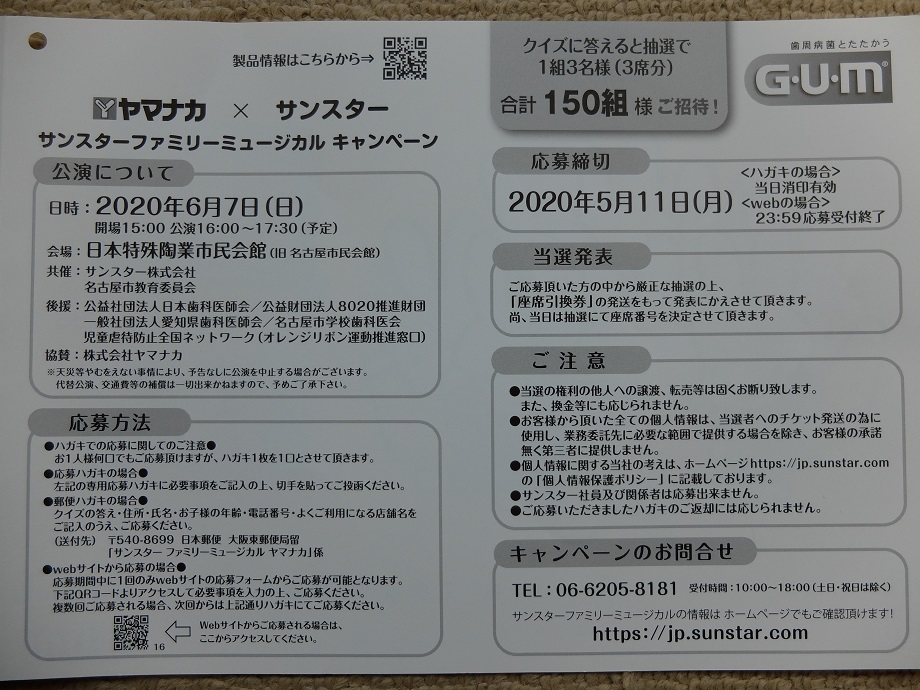 製品情報はこちらから⇒
ヤマナカ × サンスター
サンスターファミリーミュージカル キャンペーン
公演について
日時：2020年6月7日（日）
開場15:00 公演16:00～17:30（予定）
会場：日本特殊陶業市民会館（旧 名古屋市民会館）
共催：サンスター株式会社
名古屋市教育委員会
後援：公益社団法人日本歯科医師会／公益財団法人8020推進財団
一般社団法人愛知県歯科医師会／名古屋市学校歯科医会
児童虐待防止全国ネットワーク（オレンジリボン運動推進窓口）
協賛：株式会社ヤマナカ
※天災等やむをえない事情により、予告なしに公演を中止する場合がございます。
代替公演、交通費等の補償は一切出来かねますので、予めご了承下さい。
応募方法
●ハガキでの応募に関してのご注意●
お1人様何口でもご応募頂けますが、ハガキ1枚を1口とさせて頂きます。
●応募ハガキの場合●
左記の専用応募ハガキに必要事項をご記入の上、切手を貼ってご投函ください。
●郵便ハガキの場合●
クイズの答え・住所・氏名・お子様の年齢・電話番号・よくご利用になる店舗名を
ご記入のうえ、ご応募ください。
（送付先） 〒540-8699 日本郵便 大阪東郵便局留
「サンスター ファミリーミュージカル ヤマナカ」係
●webサイトから応募の場合●
応募期間中に1回のみwebサイトの応募フォームからご応募が可能となります。
下記QRコードよりアクセスして必要事項を入力の上、ご応募ください。
複数回ご応募される場合、次回からは上記通りハガキにてご応募ください。
Webサイトからご応募される場合は、
ここからアクセスしてください。
16
クイズに答えると抽選で
1組3名様（3席分）
合計 150組 様 ご招待！
歯周病菌とたたかう
G・U・M®
応募締切
2020年5月11日（月）
＜ハガキの場合＞
当日消印有効
＜webの場合＞
23:59応募受付終了
当選発表
ご応募頂いた方の中から厳正な抽選の上、
「座席引換券」の発送をもって発表にかえさせて頂きます。
尚、当日は抽選にて座席番号を決定させて頂きます。
ご注意
●当選の権利の他人への譲渡、転売等は固くお断り致します。
また、換金等にも応じられません。
●お客様から頂いた全ての個人情報は、当選者へのチケット発送の為に
使用し、業務委託先に必要な範囲で提供する場合を除き、お客様の承諾
無く第三者に提供しません。
●個人情報に関する当社の考えは、ホームページhttps://jp.sunstar.com
の「個人情報保護ポリシー」に記載しております。
●サンスター社員及び関係者は応募出来ません。
●ご応募いただきましたハガキのご返却には応じられません。
キャンペーンのお問合せ
TEL：06-6205-8181 受付時間：10:00～18:00（土日・祝日は除く）
サンスターファミリーミュージカルの情報は ホームページでもご確認頂けます！
https://jp.sunstar.com